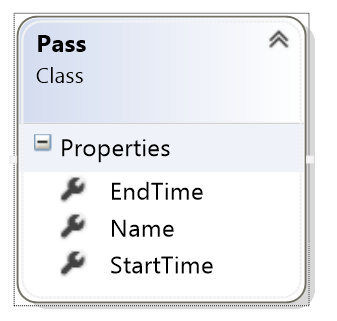 Pass
Class
Properties
EndTime
Name
StartTime